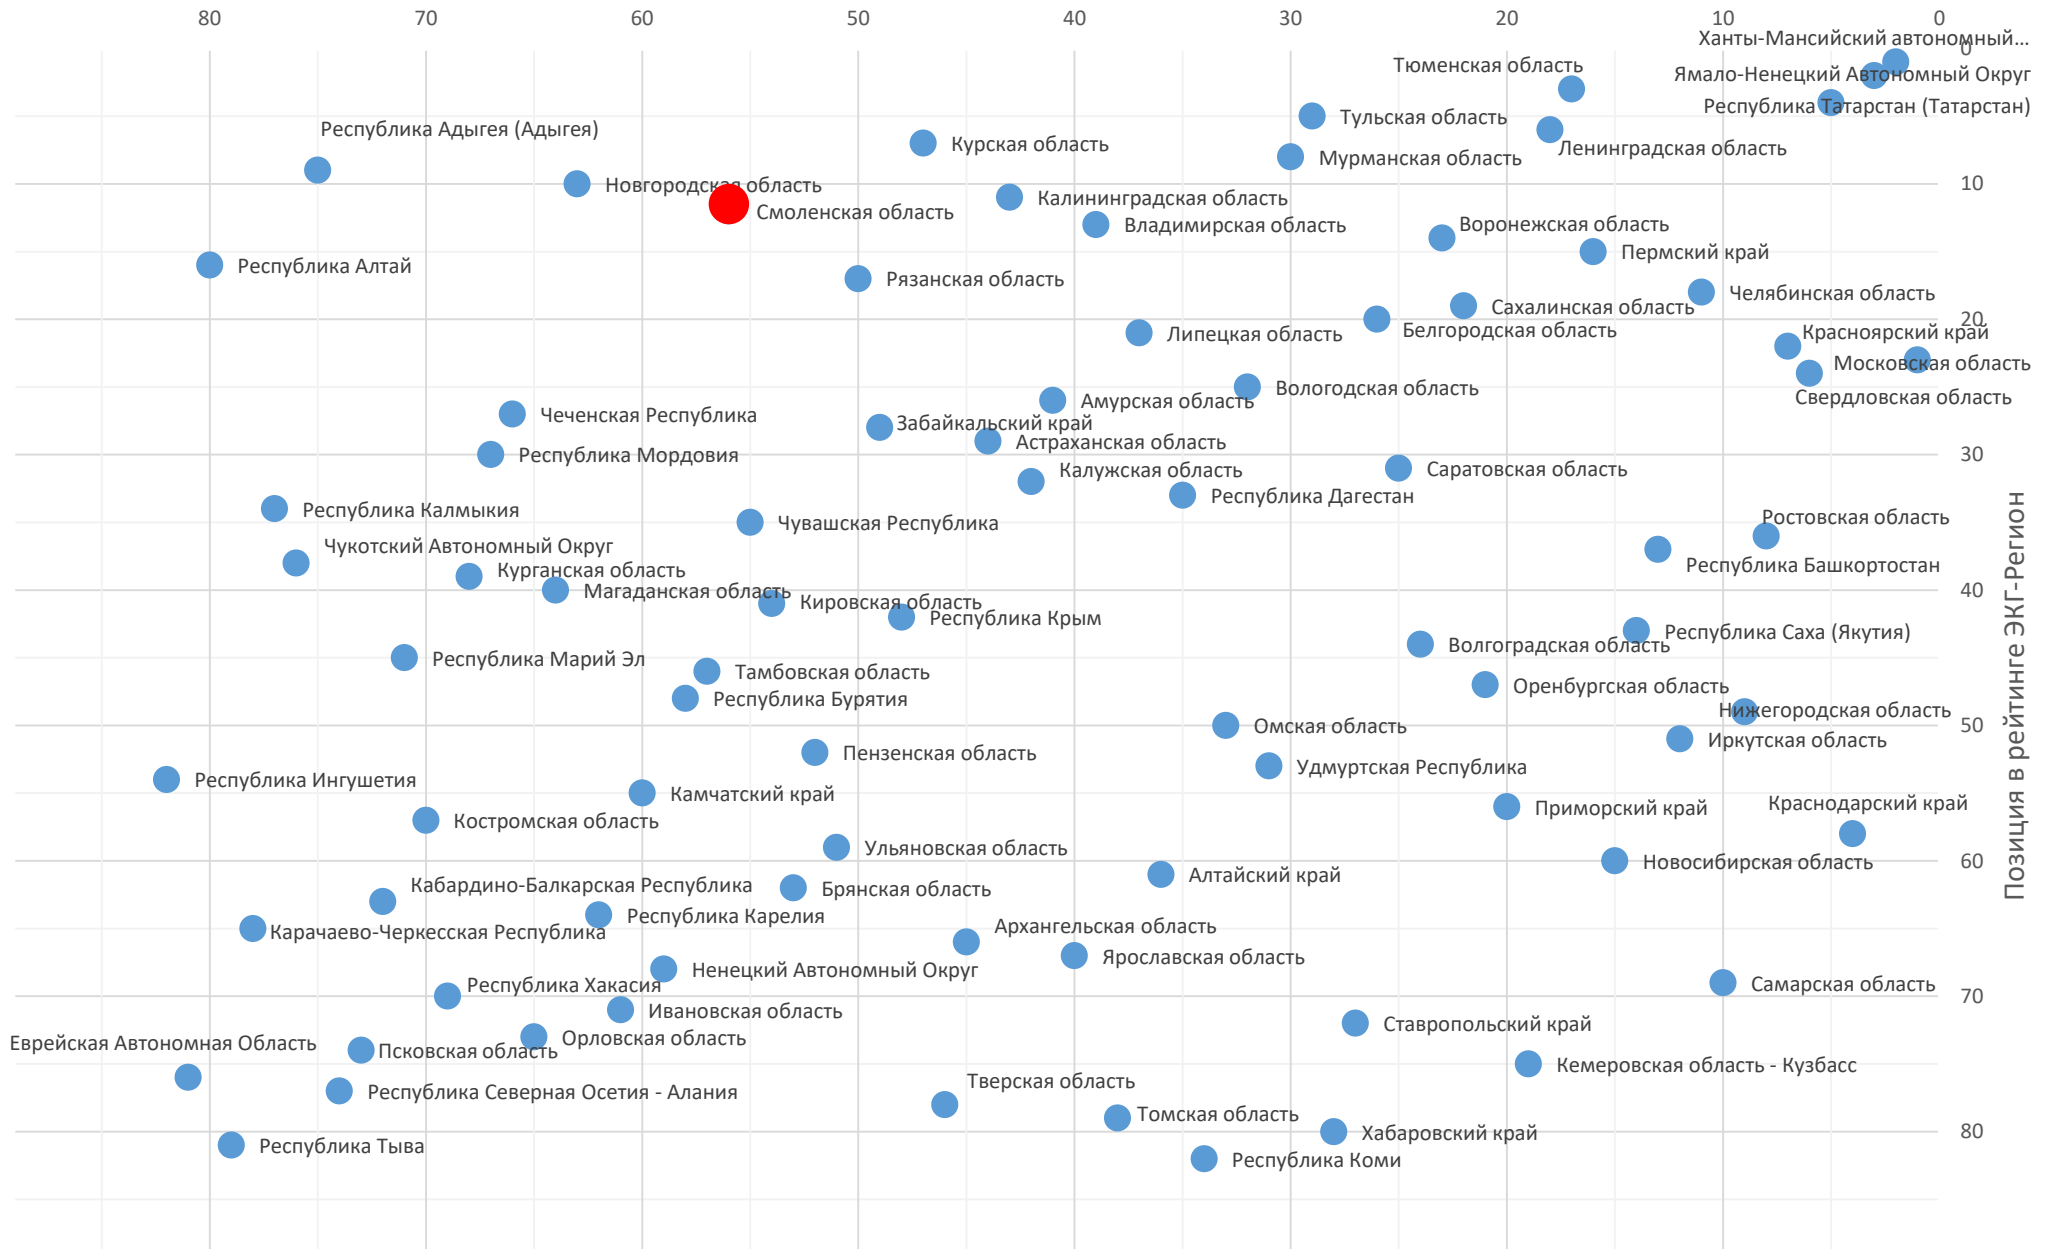 80 70 60 50 40 30 20 10 0
Ханты-Мансийский автономный...
0
Тюменская область
Ямало-Ненецкий Автономный Округ
Республика Татарстан (Татарстан)
Тульская область
Республика Адыгея (Адыгея)
Курская область
Ленинградская область
Мурманская область
Новгородская область
10
Калининградская область
Смоленская область
Владимирская область
Воронежская область
Пермский край
Республика Алтай
Рязанская область
Челябинская область
Сахалинская область
20
Белгородская область
Красноярский край
Липецкая область
Московская область
Вологодская область
Свердловская область
Амурская область
Чеченская Республика
Забайкальский край
Астраханская область
Республика Мордовия
30
Калужская область
Саратовская область
Республика Дагестан
Республика Калмыкия
Ростовская область
Чувашская Республика
Чукотский Автономный Округ
Республика Башкортостан
Курганская область
Магаданская область
40
Кировская область
Республика Крым
Республика Саха (Якутия)
Волгоградская область
Республика Марий Эл
Тамбовская область
Оренбургская область
Республика Бурятия
Нижегородская область
Омская область
50
Иркутская область
Пензенская область
Удмуртская Республика
Республика Ингушетия
Камчатский край
Краснодарский край
Приморский край
Костромская область
Ульяновская область
60
Новосибирская область
Алтайский край
Кабардино-Балкарская Республика
Брянская область
Республика Карелия
Архангельская область
Карачаево-Черкесская Республика
Ярославская область
Ненецкий Автономный Округ
Республика Хакасия
Самарская область
70
Ивановская область
Ставропольский край
Орловская область
Еврейская Автономная Область
Псковская область
Кемеровская область - Кузбасс
Тверская область
Республика Северная Осетия - Алания
Томская область
80
Хабаровский край
Республика Тыва
Республика Коми
Позиция в рейтинге ЭКГ-Регион